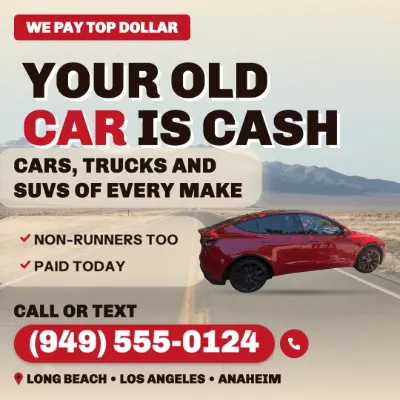 WE PAY TOP DOLLAR
YOUR OLD
CAR IS CASH
CARS, TRUCKS AND
SUVS OF EVERY MAKE
NON-RUNNERS TOO
PAID TODAY
CALL OR TEXT
(949) 555-0124
LONG BEACH • LOS ANGELES • ANAHEIM